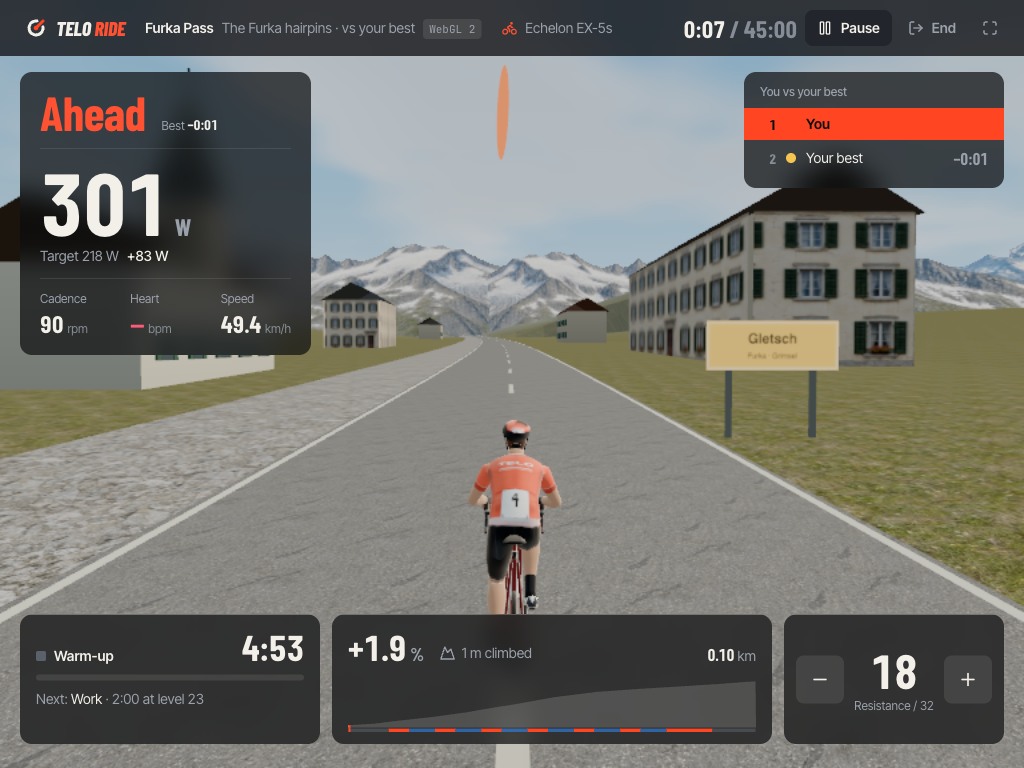 TELO RIDE Furka Pass The Furka hairpins · vs your best WebGL 2 Echelon EX-5s 0:07 / 45:00 Pause End
Ahead Best −0:01
301 W
Target 218 W +83 W
Cadence Heart Speed
90 rpm — bpm 49.4 km/h
You vs your best
1 You
2 Your best −0:01
Gletsch
Furka · Grimsel
TELO
4
Warm-up 4:53
Next: Work · 2:00 at level 23
+1.9 % 1 m climbed 0.10 km
− 18 +
Resistance / 32